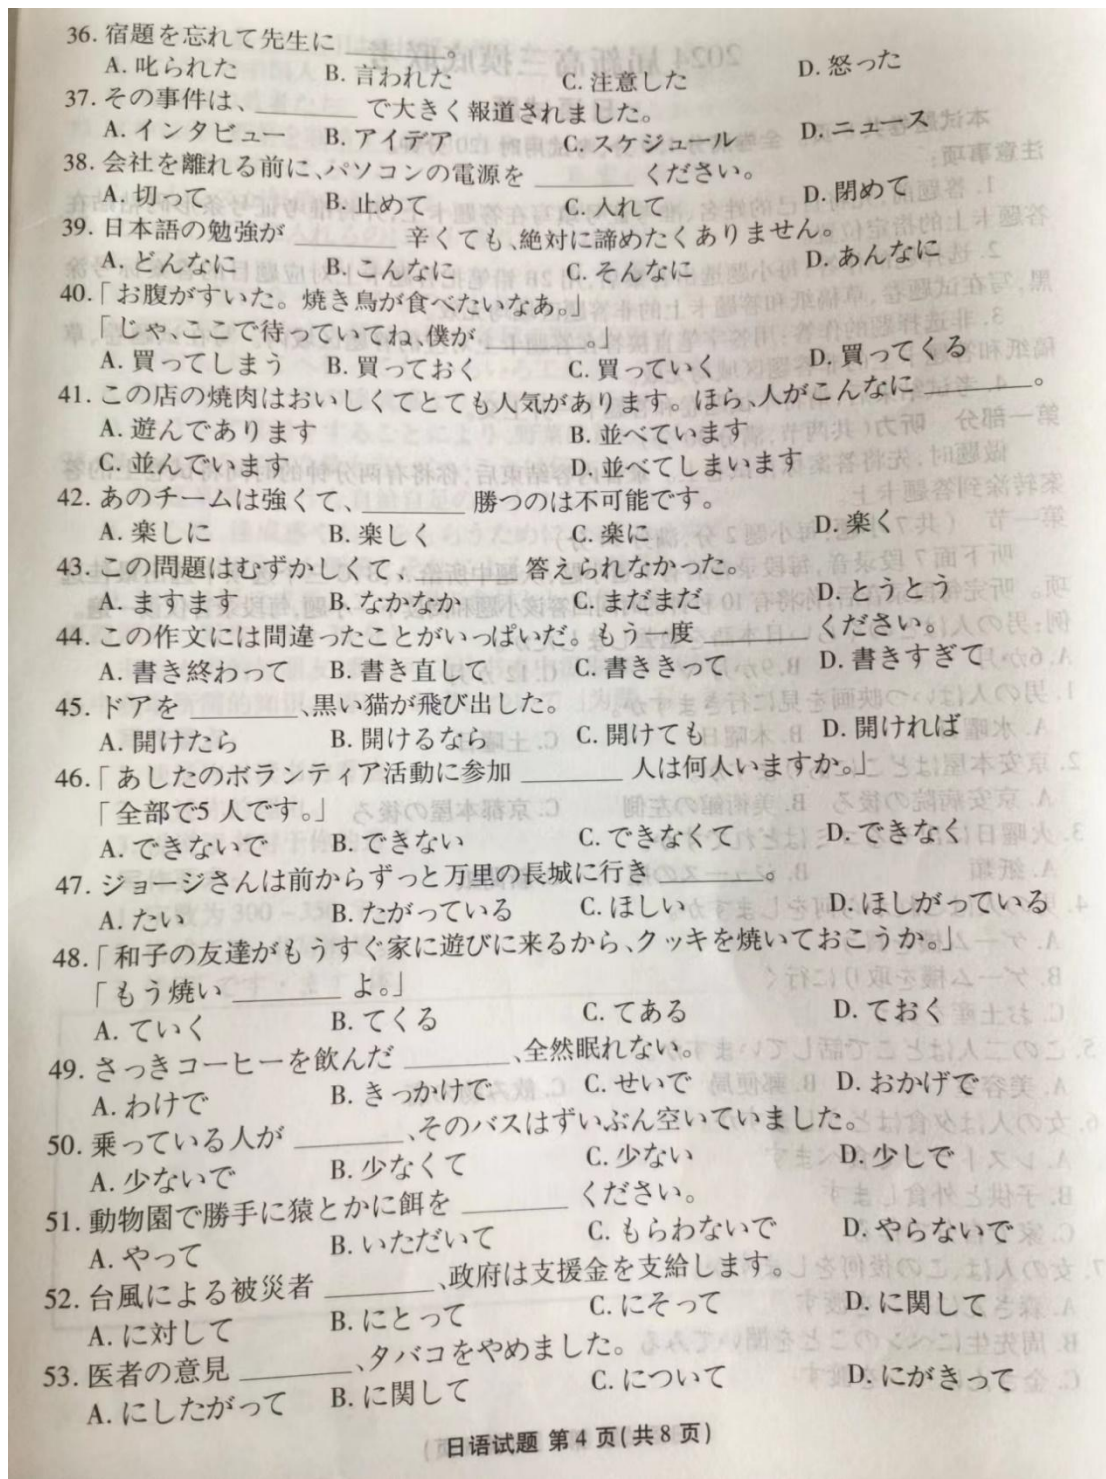 36. 宿題を忘れて先生に ________。
A. 叱られた B. 言われた C. 注意した D. 怒った
37. その事件は、________ で大きく報道されました。
A. インタビュー B. アイデア C. スケジュール D. ニュース
38. 会社を離れる前に、パソコンの電源を ________ ください。
A. 切って B. 止めて C. 入れて D. 閉めて
39. 日本語の勉強が ________ 辛くても、絶対に諦めたくありません。
A. どんなに B. こんなに C. そんなに D. あんなに
40.「お腹がすいた。焼き鳥が食べたいなあ。」
「じゃ、ここで待っていてね、僕が ________。」
A. 買ってしまう B. 買っておく C. 買っていく D. 買ってくる
41. この店の焼肉はおいしくてとても人気があります。ほら、人がこんなに ________。
A. 遊んであります B. 並べています
C. 並んでいます D. 並べてしまいます
42. あのチームは強くて、________ 勝つのは不可能です。
A. 楽しに B. 楽しく C. 楽に D. 楽く
43. この問題はむずかしくて、________ 答えられなかった。
A. ますます B. なかなか C. まだまだ D. とうとう
44. この作文には間違ったことがいっぱいだ。もう一度 ________ ください。
A. 書き終わって B. 書き直して C. 書ききって D. 書きすぎて
45. ドアを ________、黒い猫が飛び出した。
A. 開けたら B. 開けるなら C. 開けても D. 開ければ
46.「あしたのボランティア活動に参加 ________ 人は何人いますか。」
「全部で5 人です。」
A. できないで B. できない C. できなくて D. できなく
47. ジョージさんは前からずっと万里の長城に行き ________。
A. たい B. たがっている C. ほしい D. ほしがっている
48.「和子の友達がもうすぐ家に遊びに来るから、クッキを焼いておこうか。」
「もう焼い ________ よ。」
A. ていく B. てくる C. てある D. ておく
49. さっきコーヒーを飲んだ ________、全然眠れない。
A. わけで B. きっかけで C. せいで D. おかげで
50. 乗っている人が ________、そのバスはずいぶん空いていました。
A. 少ないで B. 少なくて C. 少ない D. 少しで
51. 動物園で勝手に猿とかに餌を ________ ください。
A. やって B. いただいて C. もらわないで D. やらないで
52. 台風による被災者 ________、政府は支援金を支給します。
A. に対して B. にとって C. にそって D. に関して
53. 医者の意見 ________、タバコをやめました。
A. にしたがって B. に関して C. について D. にがきって
日语试题 第 4 页(共 8 页)